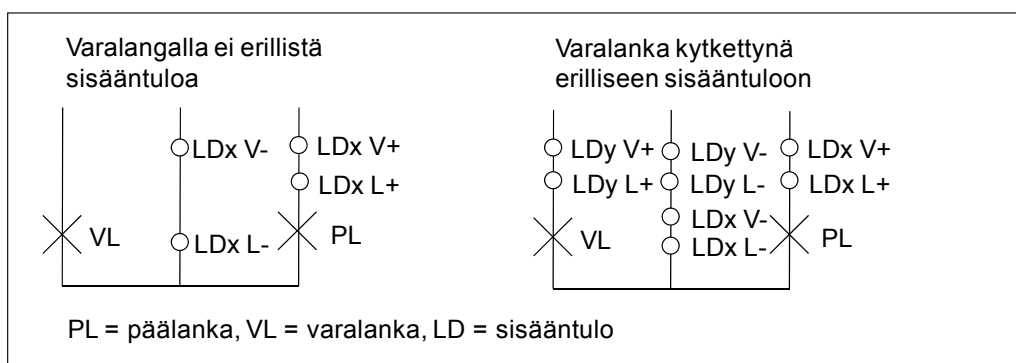 Varalangalla ei erillistä
sisääntuloa
LDx V- LDx V+
LDx L+
VL LDx L- PL
Varalanka kytkettynä
erilliseen sisääntuloon
LDy V+ LDy V- LDx V+
LDy L+ LDy L- LDx L+
LDx V-
VL LDx L- PL
PL = päälanka, VL = varalanka, LD = sisääntulo